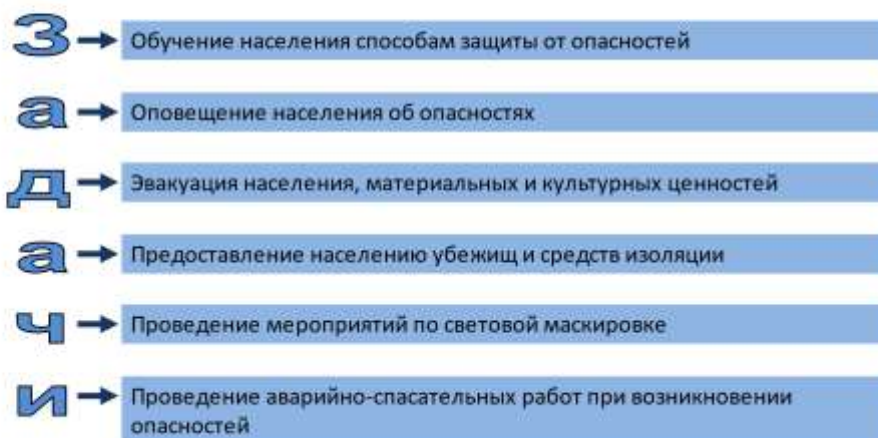 З Обучение населения способам защиты от опасностей
а Оповещение населения об опасностях
д Эвакуация населения, материальных и культурных ценностей
а Предоставление населению убежищ и средств изоляции
ч Проведение мероприятий по световой маскировке
и Проведение аварийно-спасательных работ при возникновении
опасностей